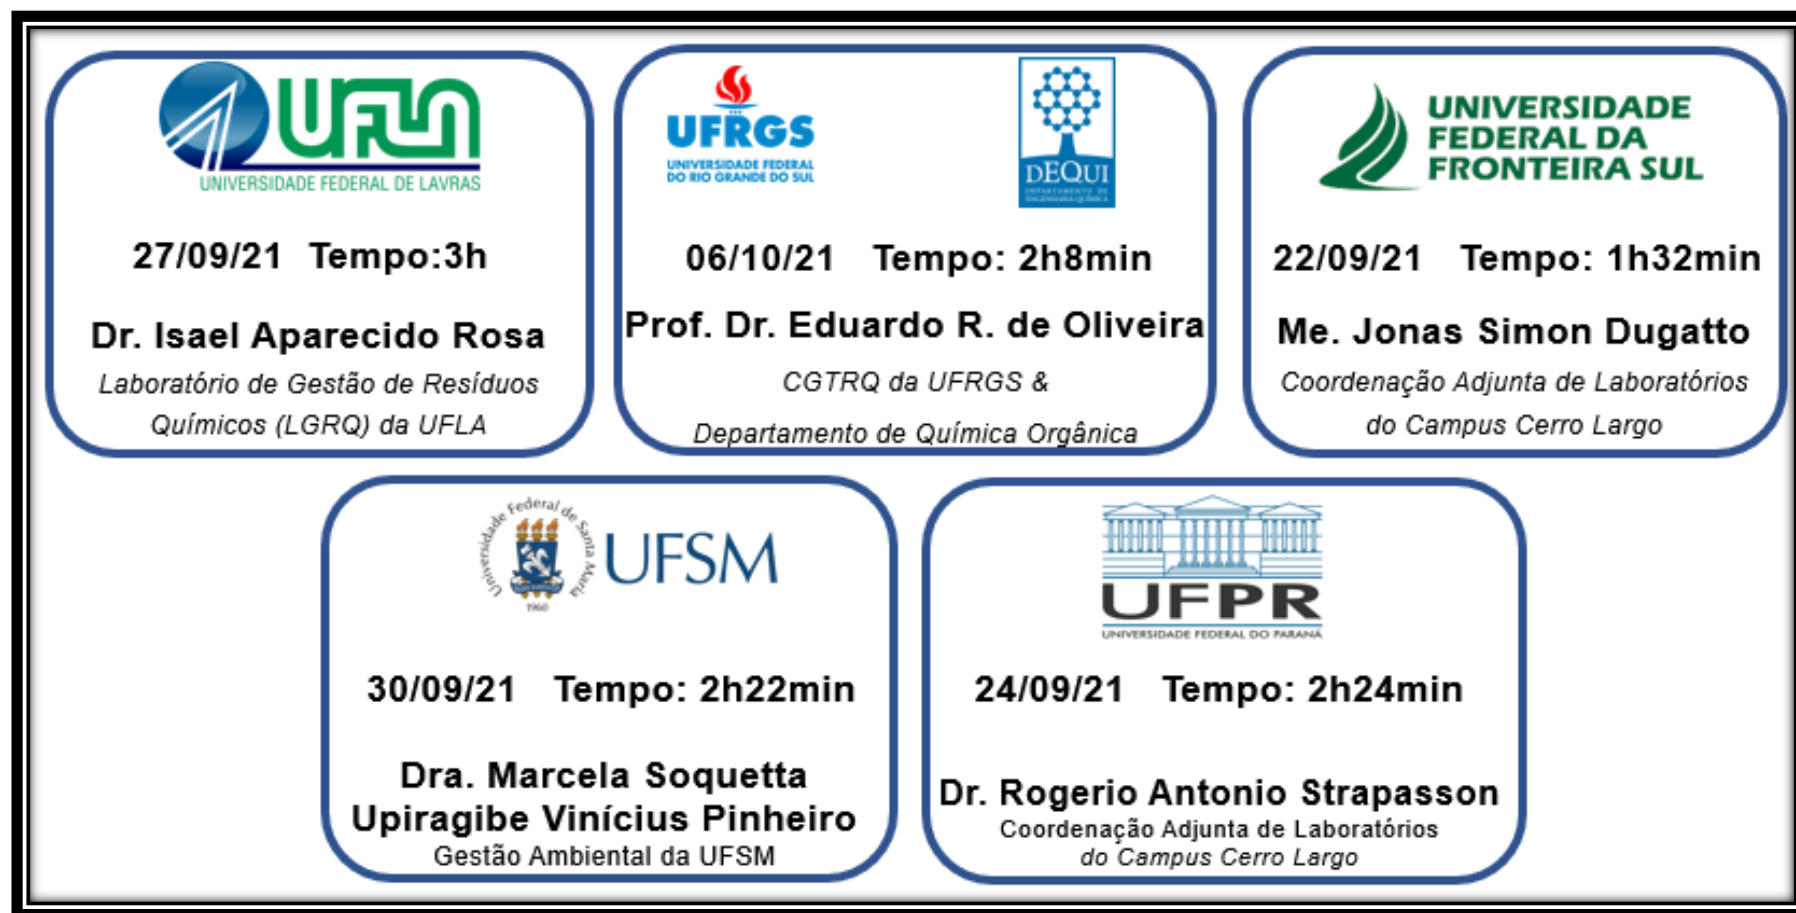 UFLA
UNIVERSIDADE FEDERAL DE LAVRAS
27/09/21 Tempo:3h
Dr. Isael Aparecido Rosa
Laboratório de Gestão de Resíduos
Químicos (LGRQ) da UFLA
UFRGS
UNIVERSIDADE FEDERAL
DO RIO GRANDE DO SUL
DEQUI
DEPARTAMENTO DE
ENGENHARIA QUÍMICA
06/10/21 Tempo: 2h8min
Prof. Dr. Eduardo R. de Oliveira
CGTRQ da UFRGS &
Departamento de Química Orgânica
UNIVERSIDADE
FEDERAL DA
FRONTEIRA SUL
22/09/21 Tempo: 1h32min
Me. Jonas Simon Dugatto
Coordenação Adjunta de Laboratórios
do Campus Cerro Largo
Universidade Federal de Santa Maria
1960
UFSM
30/09/21 Tempo: 2h22min
Dra. Marcela Soquetta
Upiragibe Vinícius Pinheiro
Gestão Ambiental da UFSM
UFPR
UNIVERSIDADE FEDERAL DO PARANÁ
24/09/21 Tempo: 2h24min
Dr. Rogerio Antonio Strapasson
Coordenação Adjunta de Laboratórios
do Campus Cerro Largo